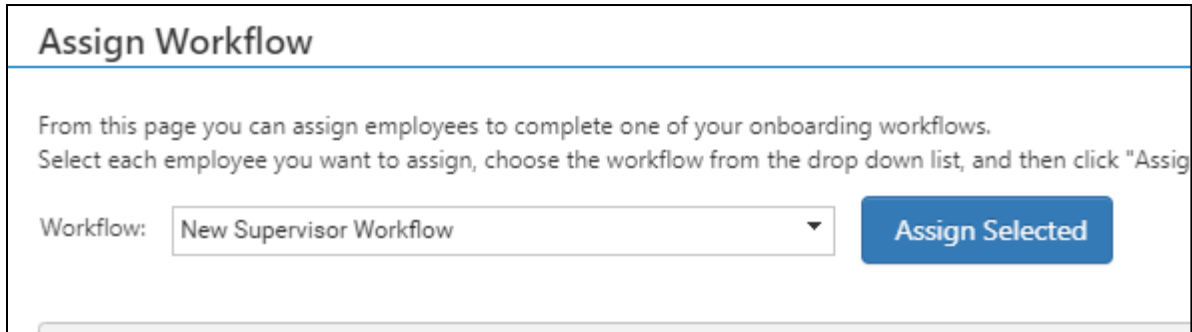 Assign Workflow
From this page you can assign employees to complete one of your onboarding workflows.
Select each employee you want to assign, choose the workflow from the drop down list, and then click "Assig
Workflow: New Supervisor Workflow Assign Selected